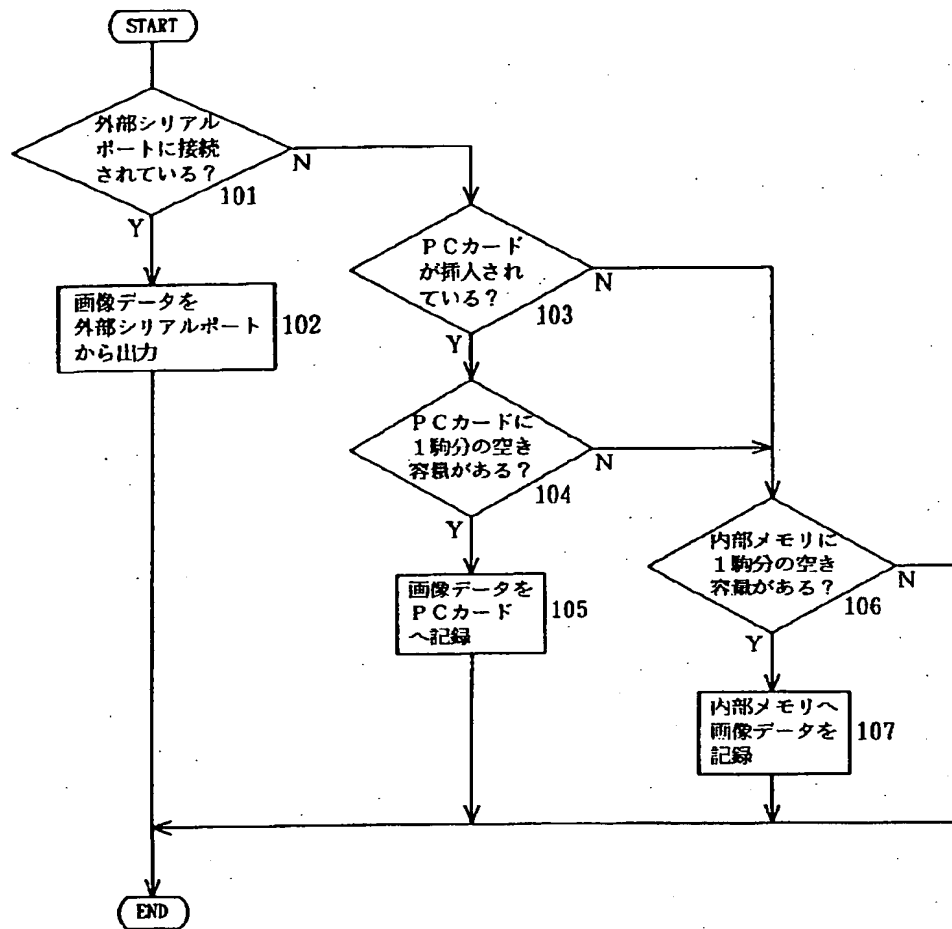 START
外部シリアル
ポートに接続
されている?
101
N
Y
画像データを
外部シリアルポート
から出力
102
PCカード
が挿入され
ている?
103
N
Y
PCカードに
1駒分の空き
容量がある?
104
N
Y
画像データを
PCカード
へ記録
105
内部メモリに
1駒分の空き
容量がある?
106
N
Y
内部メモリへ
画像データを
記録
107
END